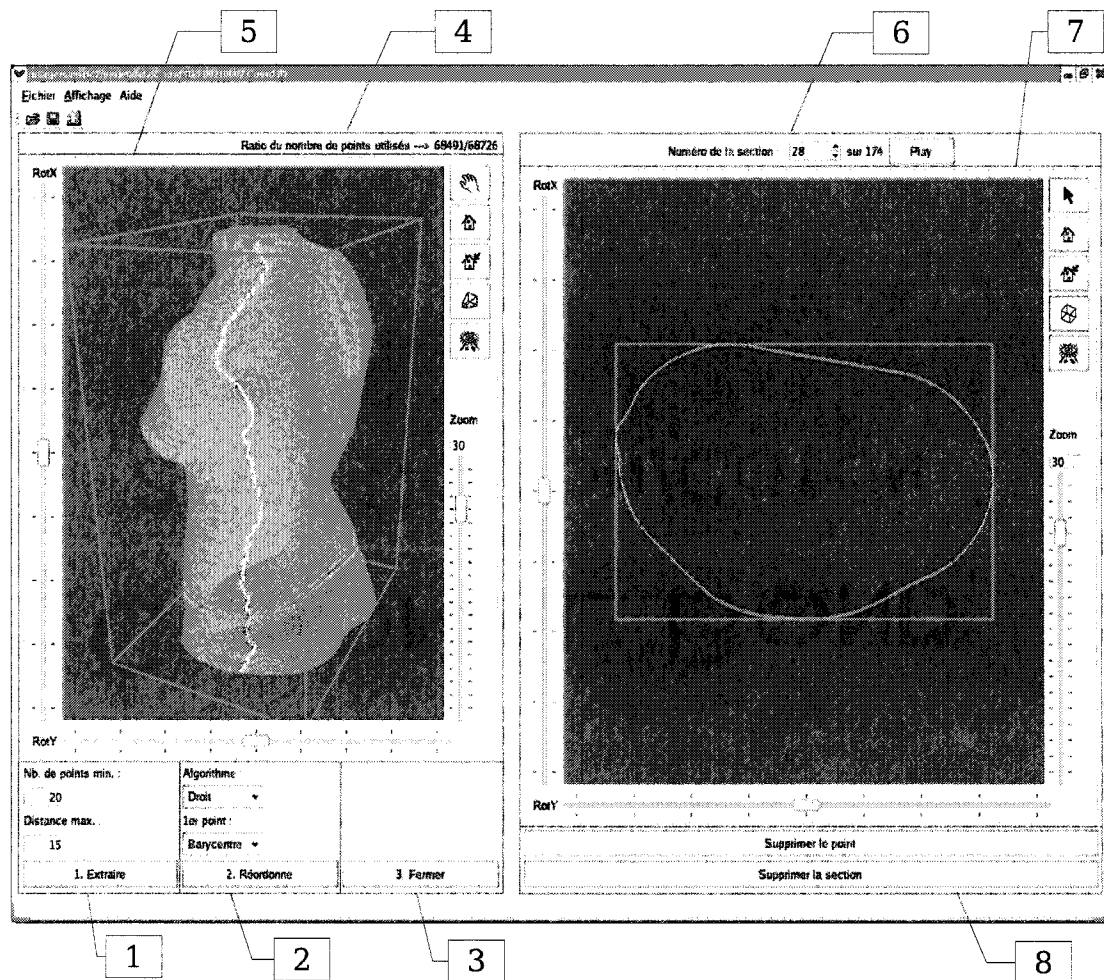 5
4
6
7
Fichier Affichage Aide
Ratio du nombre de points utilisés ---> 68491/68726
Numéro de la section : 28 sur 174 Play
RotX
RotX
Zoom
30
Zoom
30
RotY
RotY
Nb. de points min. :
20
Distance max. :
15
1. Extraire
Algorithme :
Droit
1er point :
Barycentre
2. Réordonne
3 Fermer
Supprimer le point
Supprimer la section
1
2
3
8